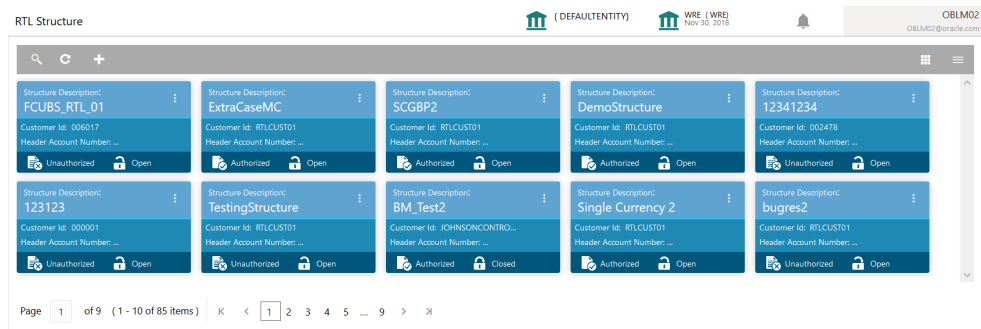 RTL Structure
( DEFAULTENTITY)
WRE ( WRE)
Nov 30, 2018
OBLM02
OBLM02@oracle.com
Structure Description:
FCUBS_RTL_01
Customer Id: 006017
Header Account Number: ...
Unauthorized Open
Structure Description:
ExtraCaseMC
Customer Id: RTLCUST01
Header Account Number: ...
Authorized Open
Structure Description:
SCGBP2
Customer Id: RTLCUST01
Header Account Number: ...
Authorized Open
Structure Description:
DemoStructure
Customer Id: RTLCUST01
Header Account Number: ...
Authorized Open
Structure Description:
12341234
Customer Id: 002478
Header Account Number: ...
Unauthorized Open
Structure Description:
123123
Customer Id: 000001
Header Account Number: ...
Unauthorized Open
Structure Description:
TestingStructure
Customer Id: RTLCUST01
Header Account Number: ...
Unauthorized Open
Structure Description:
BM_Test2
Customer Id: JOHNSONCONTRO...
Header Account Number: ...
Authorized Closed
Structure Description:
Single Currency 2
Customer Id: RTLCUST01
Header Account Number: ...
Authorized Open
Structure Description:
bugres2
Customer Id: RTLCUST01
Header Account Number: ...
Unauthorized Open
Page 1 of 9 ( 1 - 10 of 85 items ) 1 2 3 4 5 .... 9